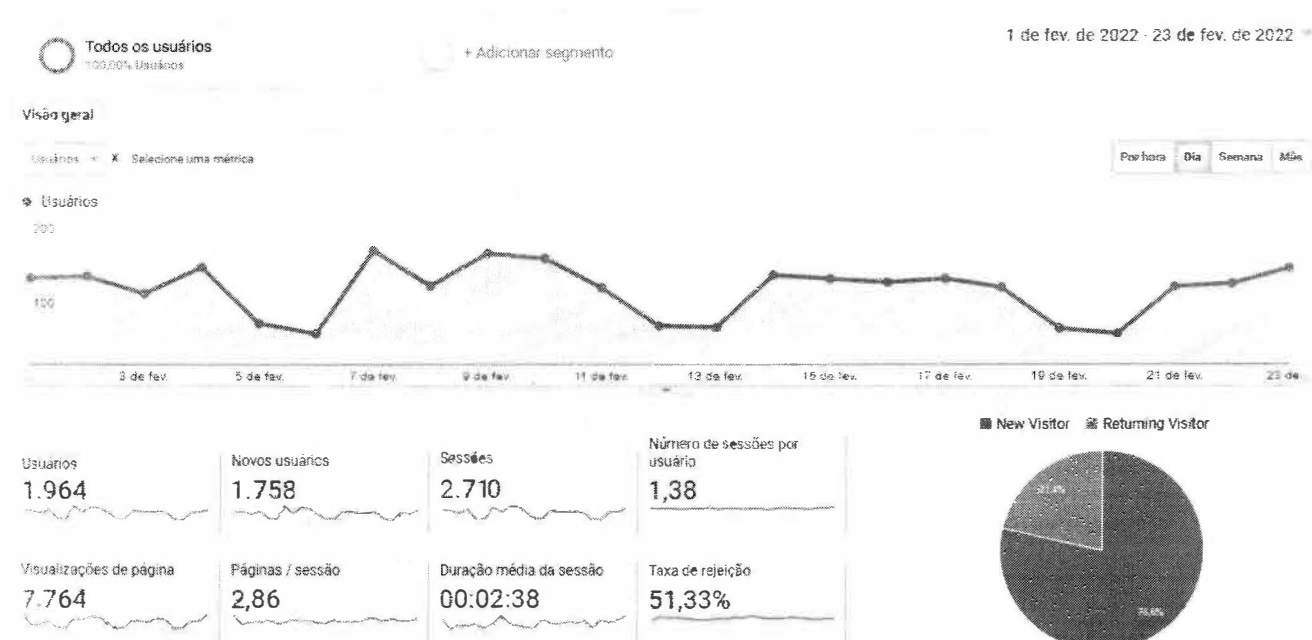 Todos os usuários
100,00% Usuários
+ Adicionar segmento
1 de fev. de 2022 - 23 de fev. de 2022
Visão geral
Usuários
X Selecione uma métrica
Por hora Dia Semana Mês
Usuários
200
100
3 de fev. 5 de fev. 7 de fev. 9 de fev. 11 de fev. 13 de fev. 15 de fev. 17 de fev. 19 de fev. 21 de fev. 23 de
New Visitor Returning Visitor
Usuários
1.964
Novos usuários
1.758
Sessões
2.710
Número de sessões por
usuário
1,38
Visualizações de página
7.764
Páginas / sessão
2,86
Duração média da sessão
00:02:38
Taxa de rejeição
51,33%